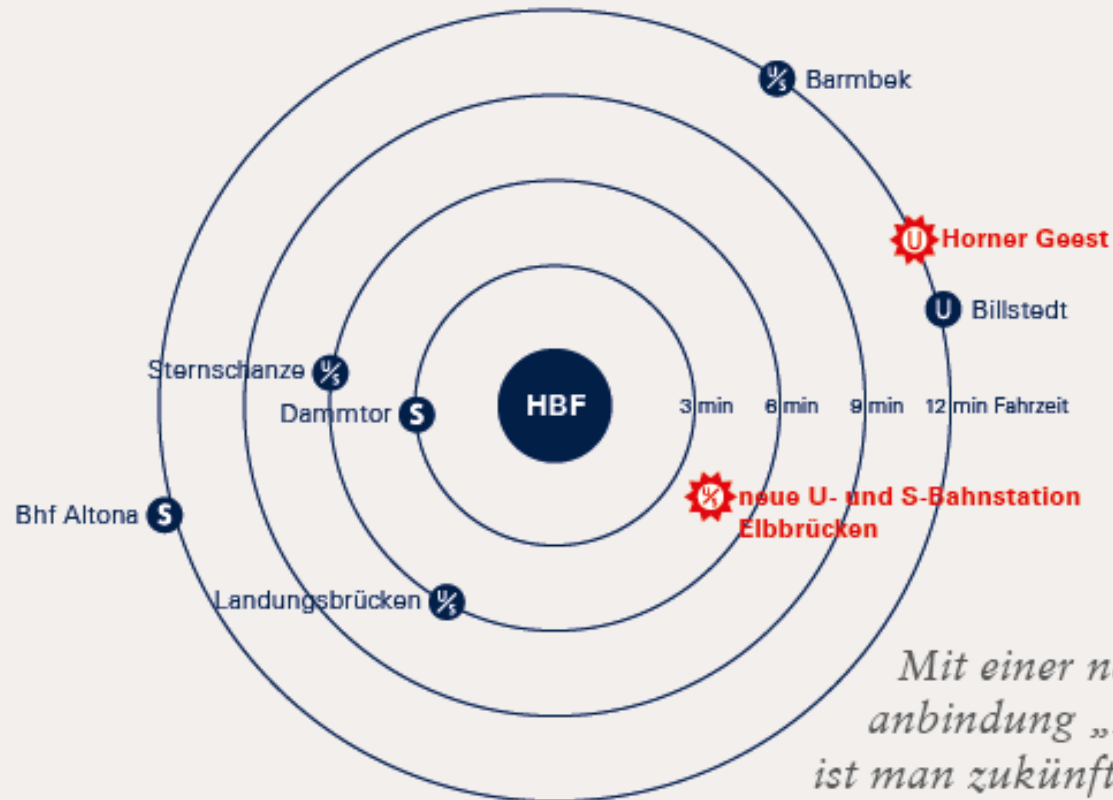 U/S Barmbek
U Horner Geest
U Billstedt
Sternschanze U/S
Dammtor S
HBF
3 min 6 min 9 min 12 min Fahrzeit
U/S neue U- und S-Bahnstation
Elbbrücken
Bhf Altona S
Landungsbrücken U/S
Mit einer
anbindung
ist man zukünft